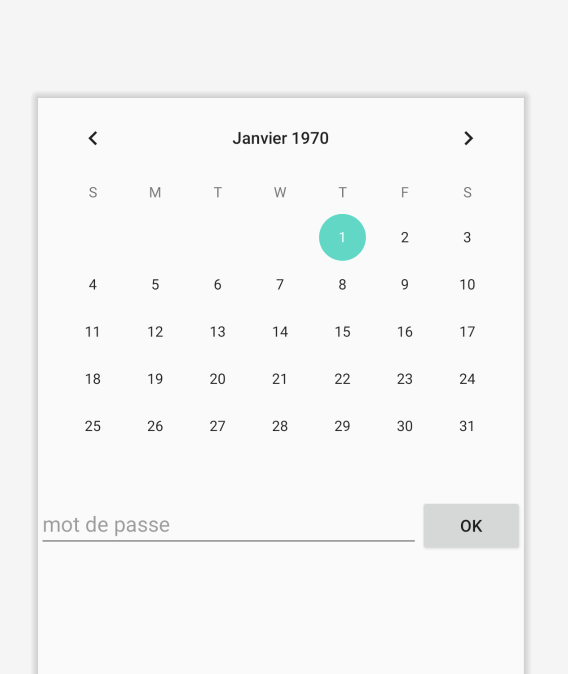 Janvier 1970
S M T W T F S
1 2 3
4 5 6 7 8 9 10
11 12 13 14 15 16 17
18 19 20 21 22 23 24
25 26 27 28 29 30 31
mot de passe OK